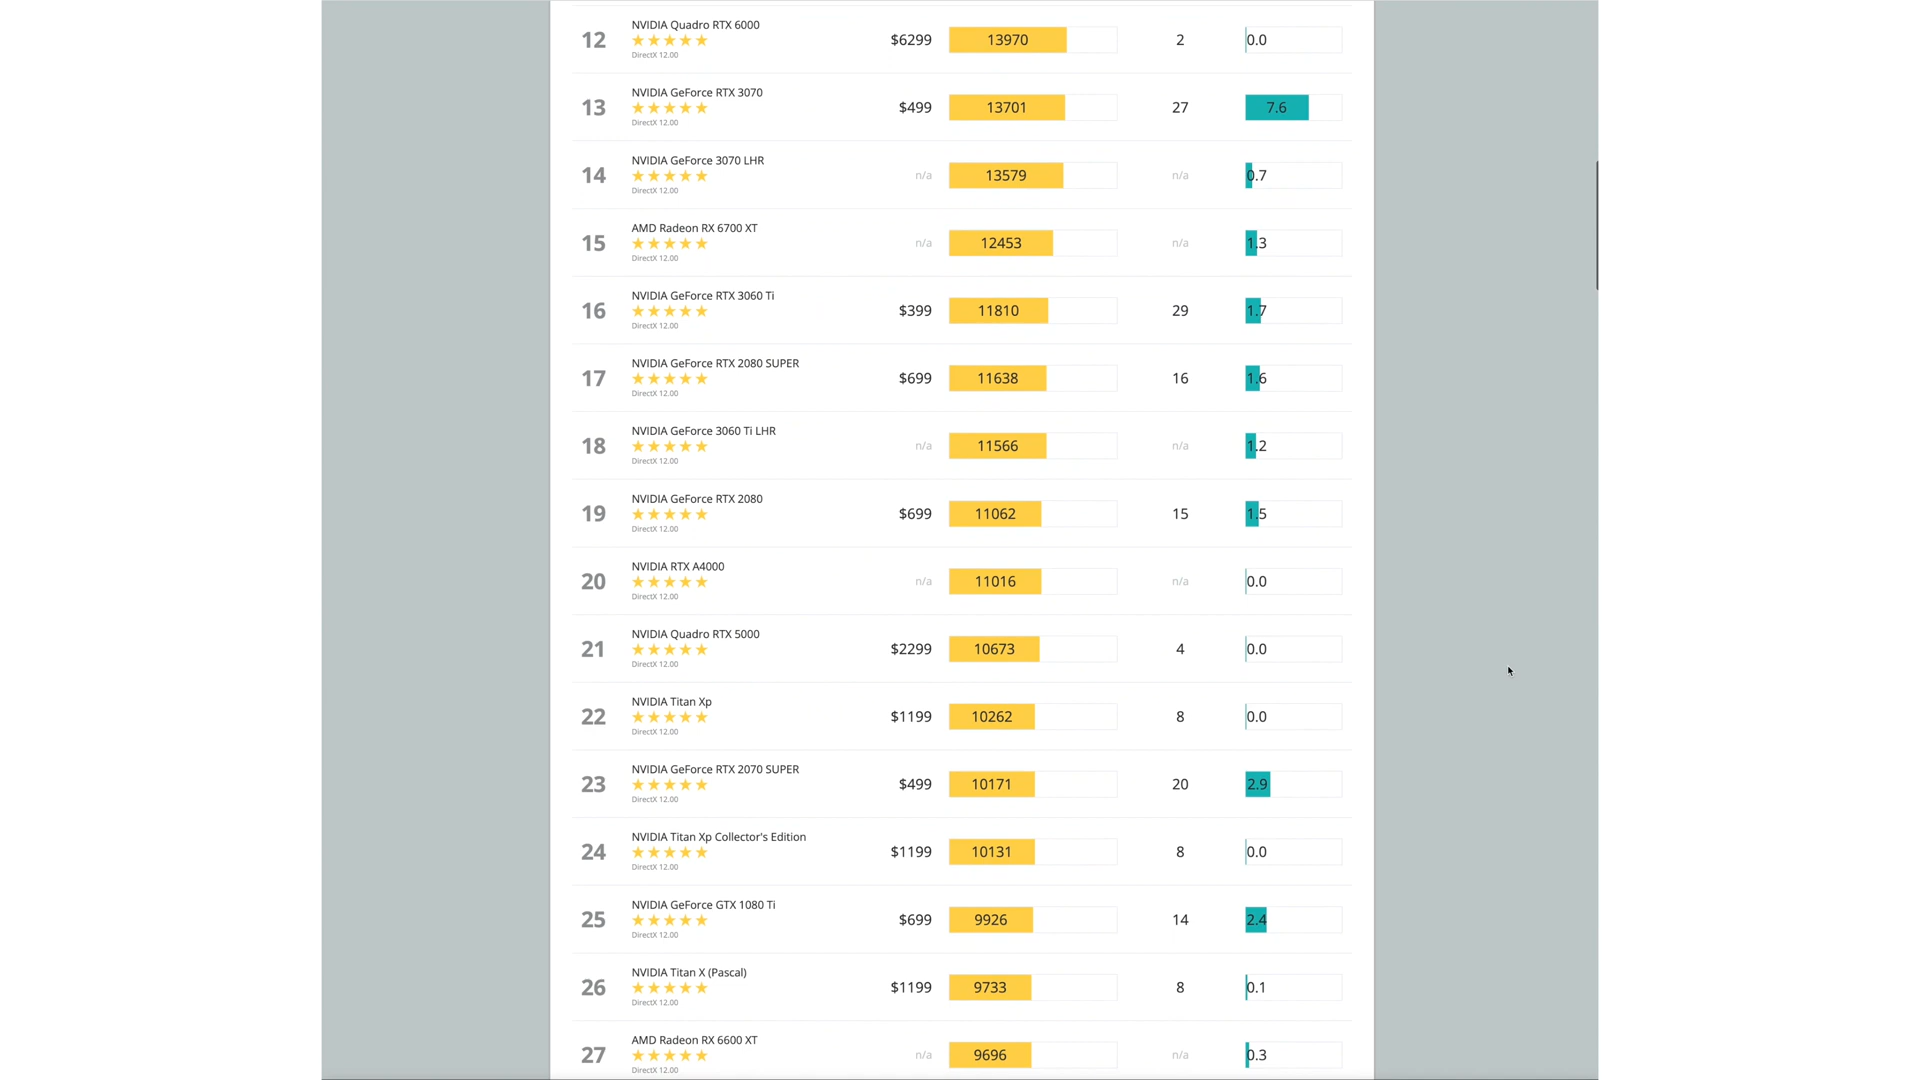 12 NVIDIA Quadro RTX 6000 $6299 13970 2 0.0
DirectX 12.00
13 NVIDIA GeForce RTX 3070 $499 13701 27 7.6
DirectX 12.00
14 NVIDIA GeForce 3070 LHR n/a 13579 n/a 0.7
DirectX 12.00
15 AMD Radeon RX 6700 XT n/a 12453 n/a 1.3
DirectX 12.00
16 NVIDIA GeForce RTX 3060 Ti $399 11810 29 1.7
DirectX 12.00
17 NVIDIA GeForce RTX 2080 SUPER $699 11638 16 1.6
DirectX 12.00
18 NVIDIA GeForce 3060 Ti LHR n/a 11566 n/a 1.2
DirectX 12.00
19 NVIDIA GeForce RTX 2080 $699 11062 15 1.5
DirectX 12.00
20 NVIDIA RTX A4000 n/a 11016 n/a 0.0
DirectX 12.00
21 NVIDIA Quadro RTX 5000 $2299 10673 4 0.0
DirectX 12.00
22 NVIDIA Titan Xp $1199 10262 8 0.0
DirectX 12.00
23 NVIDIA GeForce RTX 2070 SUPER $499 10171 20 2.9
DirectX 12.00
24 NVIDIA Titan Xp Collector's Edition $1199 10131 8 0.0
DirectX 12.00
25 NVIDIA GeForce GTX 1080 Ti $699 9926 14 2.4
DirectX 12.00
26 NVIDIA Titan X (Pascal) $1199 9733 8 0.1
DirectX 12.00
27 AMD Radeon RX 6600 XT n/a 9696 n/a 0.3
DirectX 12.00